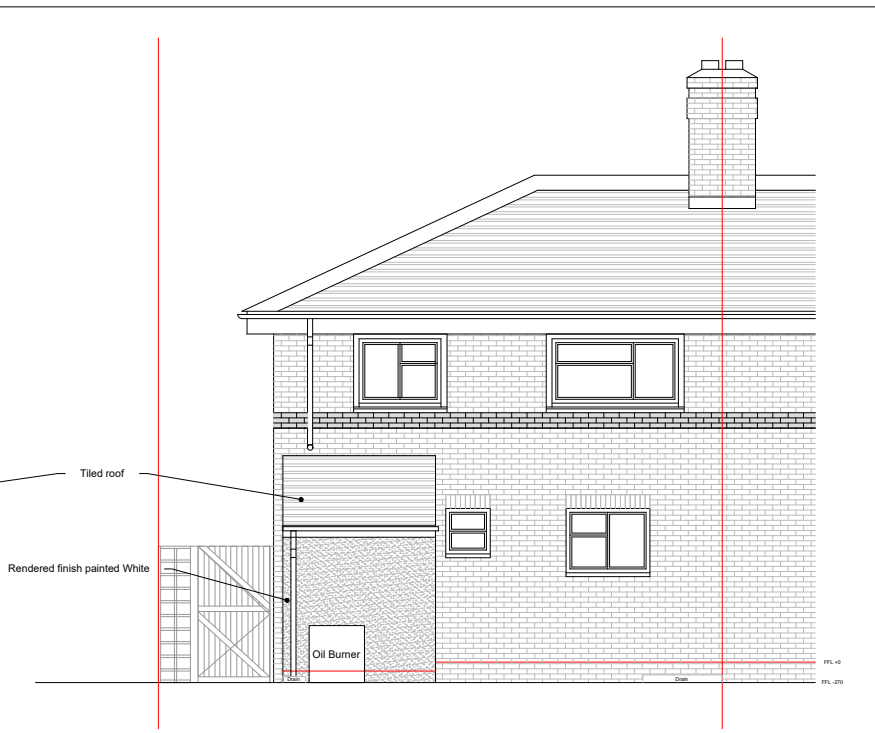 Tiled roof
Rendered finish painted White
Oil Burner
FFL +0
Drain
Drain
FFL -270